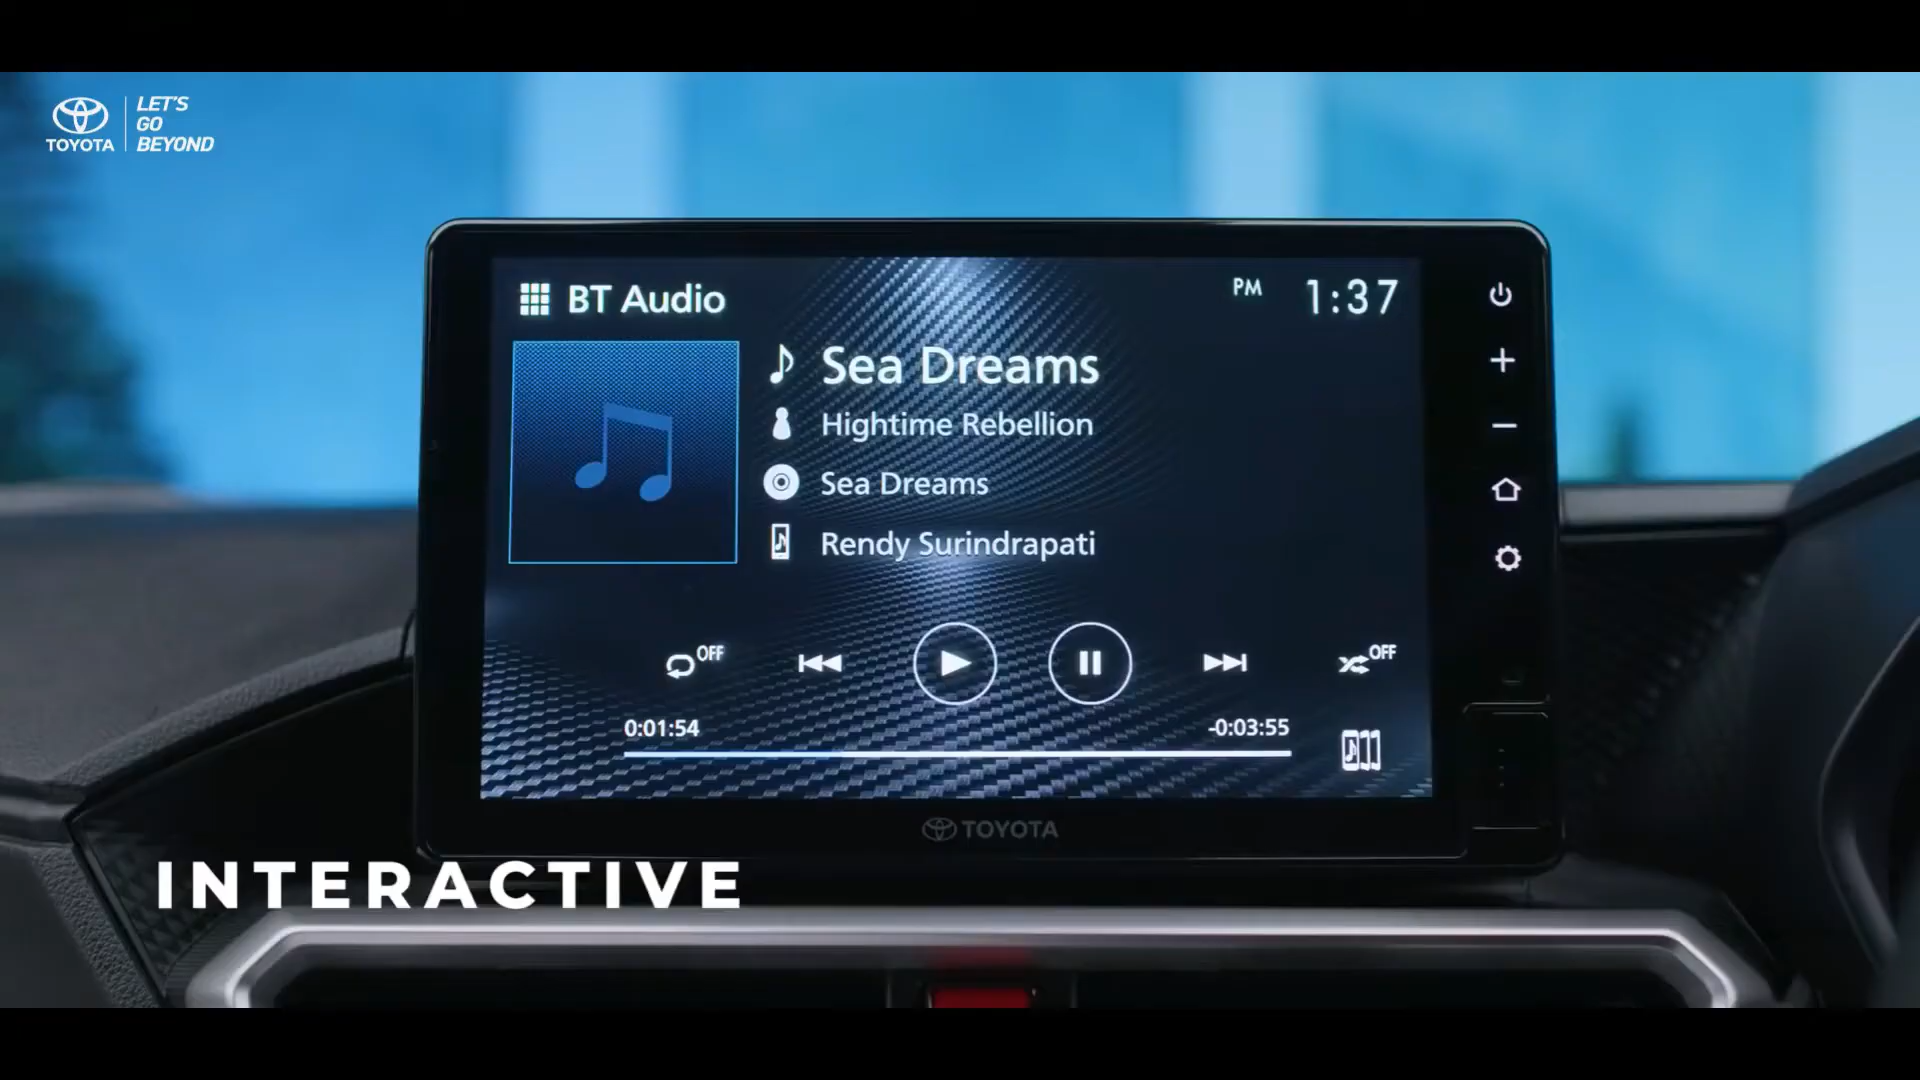 TOYOTA
LET'S
GO
BEYOND
BT Audio
PM 1:37
Sea Dreams
Hightime Rebellion
Sea Dreams
Rendy Surindrapati
OFF
OFF
0:01:54
-0:03:55
TOYOTA
INTERACTIVE